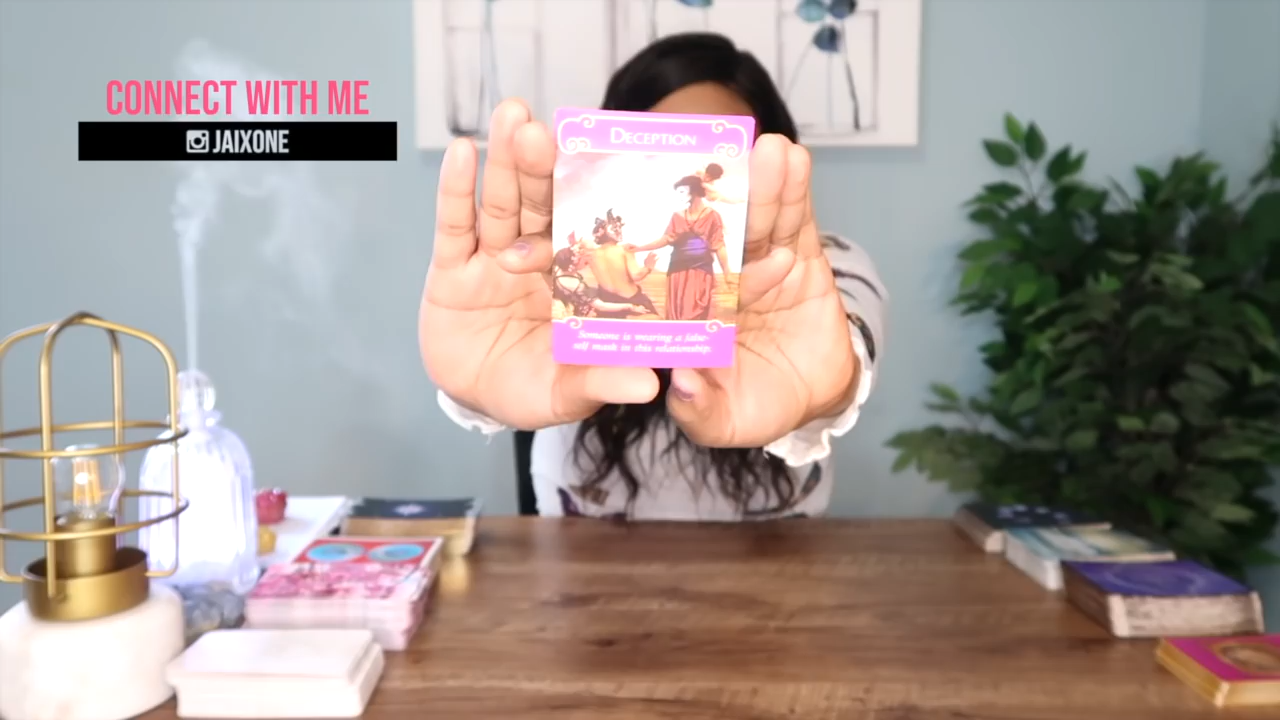 CONNECT WITH ME
JAIXONE
DECEPTION
Someone is wearing a false-
self mask in this relationship.